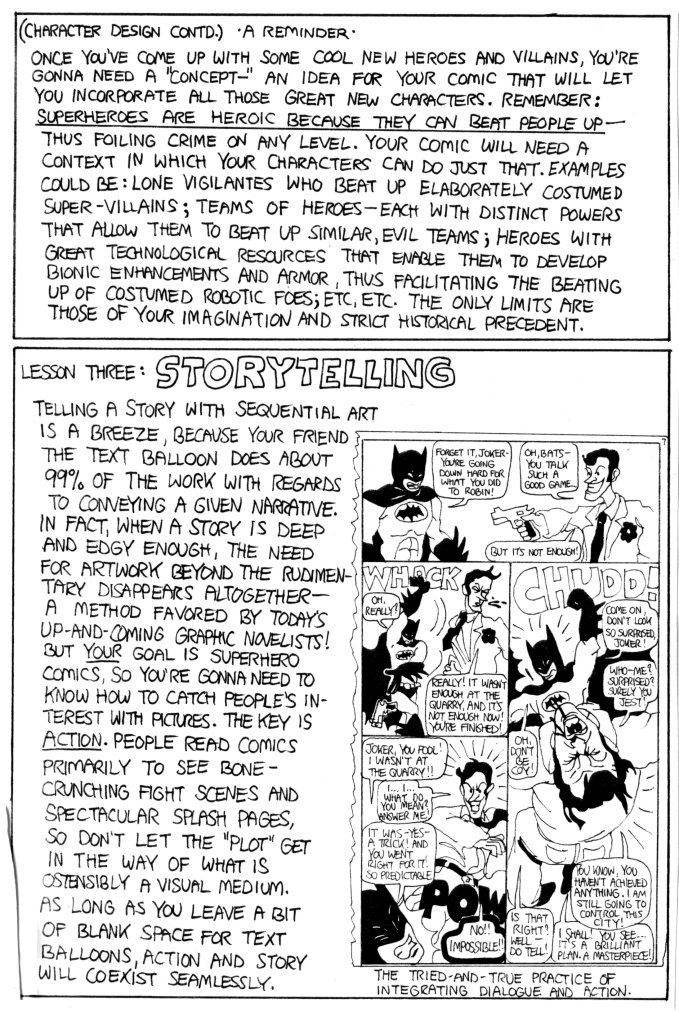 (CHARACTER DESIGN CONTD.) · A REMINDER ·
ONCE YOU'VE COME UP WITH SOME COOL NEW HEROES AND VILLAINS, YOU'RE
GONNA NEED A "CONCEPT—" AN IDEA FOR YOUR COMIC THAT WILL LET
YOU INCORPORATE ALL THOSE GREAT NEW CHARACTERS. REMEMBER:
SUPERHEROES ARE HEROIC BECAUSE THEY CAN BEAT PEOPLE UP—
THUS FOILING CRIME ON ANY LEVEL. YOUR COMIC WILL NEED A
CONTEXT IN WHICH YOUR CHARACTERS CAN DO JUST THAT. EXAMPLES
COULD BE: LONE VIGILANTES WHO BEAT UP ELABORATELY COSTUMED
SUPER-VILLAINS; TEAMS OF HEROES—EACH WITH DISTINCT POWERS
THAT ALLOW THEM TO BEAT UP SIMILAR, EVIL TEAMS; HEROES WITH
GREAT TECHNOLOGICAL RESOURCES THAT ENABLE THEM TO DEVELOP
BIONIC ENHANCEMENTS AND ARMOR, THUS FACILITATING THE BEATING
UP OF COSTUMED ROBOTIC FOES; ETC, ETC. THE ONLY LIMITS ARE
THOSE OF YOUR IMAGINATION AND STRICT HISTORICAL PRECEDENT.
LESSON THREE: STORYTELLING
TELLING A STORY WITH SEQUENTIAL ART
IS A BREEZE, BECAUSE YOUR FRIEND
THE TEXT BALLOON DOES ABOUT
99% OF THE WORK WITH REGARDS
TO CONVEYING A GIVEN NARRATIVE.
IN FACT, WHEN A STORY IS DEEP
AND EDGY ENOUGH, THE NEED
FOR ARTWORK BEYOND THE RUDIMEN-
TARY DISAPPEARS ALTOGETHER—
A METHOD FAVORED BY TODAY'S
UP-AND-COMING GRAPHIC NOVELISTS!
BUT YOUR GOAL IS SUPERHERO
COMICS, SO YOU'RE GONNA NEED TO
KNOW HOW TO CATCH PEOPLE'S IN-
TEREST WITH PICTURES. THE KEY IS
ACTION. PEOPLE READ COMICS
PRIMARILY TO SEE BONE-
CRUNCHING FIGHT SCENES AND
SPECTACULAR SPLASH PAGES,
SO DON'T LET THE "PLOT" GET
IN THE WAY OF WHAT IS
OSTENSIBLY A VISUAL MEDIUM.
AS LONG AS YOU LEAVE A BIT
OF BLANK SPACE FOR TEXT
BALLOONS, ACTION AND STORY
WILL COEXIST SEAMLESSLY.
7
FORGET IT, JOKER-
YOU'RE GOING
DOWN HARD FOR
WHAT YOU DID
TO ROBIN!
OH, BATS-
YOU TALK
SUCH A
GOOD GAME...
BUT IT'S NOT ENOUGH!
WHACK
OH,
REALLY?
REALLY! IT WASN'T
ENOUGH AT THE
QUARRY, AND IT'S
NOT ENOUGH NOW!
YOU'RE FINISHED!
CHUDD!
COME ON,
DON'T LOOK
SO SURPRISED,
JOKER!
WHO-ME?
SURPRISED?
SURELY YOU
JEST!
OH,
DON'T
BE
COY!
JOKER, YOU FOOL!
I WASN'T AT
THE QUARRY!!
I... I...
WHAT DO
YOU MEAN?
ANSWER ME!
IT WAS-YES-
A TRICK! AND
YOU WENT
RIGHT FOR IT!
SO PREDICTABLE
POW
NO!!
IMPOSSIBLE!!
YOU KNOW, YOU
HAVEN'T ACHIEVED
ANYTHING. I AM
STILL GOING TO
CONTROL THIS
CITY!
IS THAT
RIGHT?
WELL—
DO TELL!
I SHALL! YOU SEE...
IT'S A BRILLIANT
PLAN. A MASTERPIECE!
THE TRIED-AND-TRUE PRACTICE OF
INTEGRATING DIALOGUE AND ACTION.